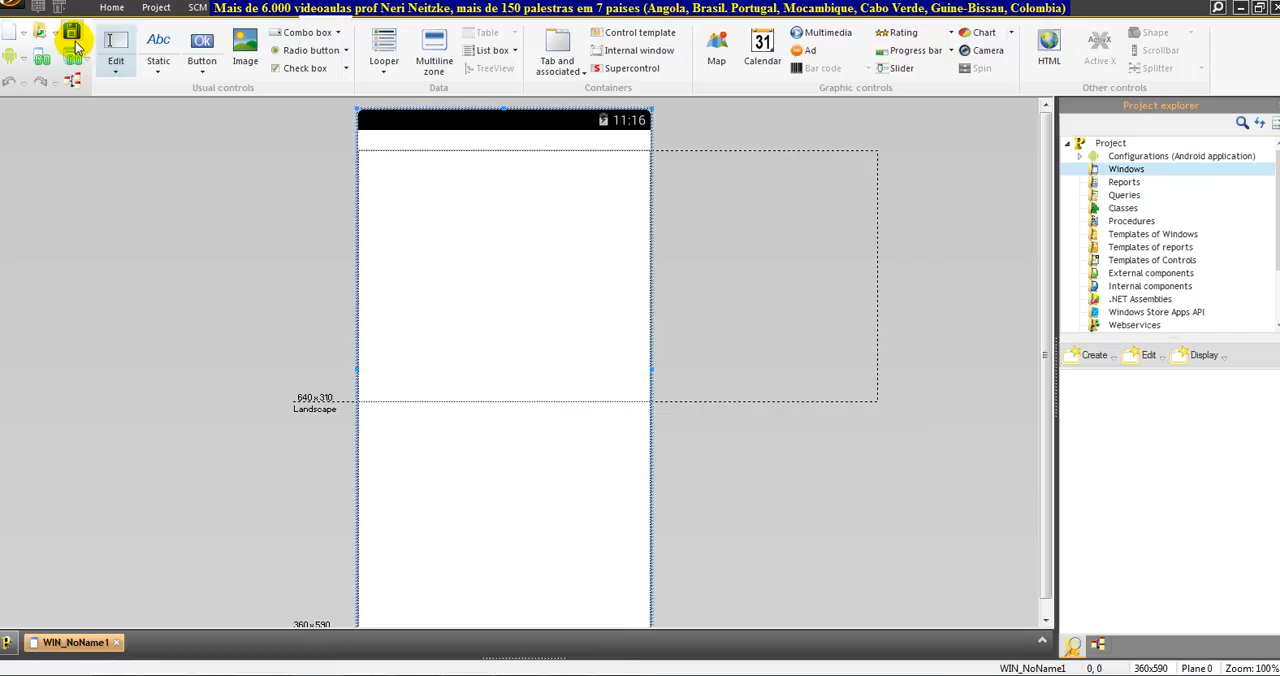 Mais de 6.000 videoaulas prof Neri Neitzke, mais de 150 palestras em 7 paises (Angola, Brasil. Portugal, Mocambique, Cabo Verde, Guine-Bissau, Colombia)
Home Project SCM
Edit Static Button Image
Abc
Ok
Combo box
Radio button
Check box
Usual controls
Looper Multiline zone
Table
List box
TreeView
Data
Tab and associated
Control template
Internal window
Supercontrol
Containers
Map Calendar
31
Multimedia
Ad
Bar code
Rating
Progress bar
Slider
Chart
Camera
Spin
Graphic controls
HTML Active X
ActiveX
Shape
Scrollbar
Splitter
Other controls
11:16
640x310
Landscape
360x590
Project explorer
Project
Configurations (Android application)
Windows
Reports
Queries
Classes
Procedures
Templates of Windows
Templates of reports
Templates of Controls
External components
Internal components
.NET Assemblies
Windows Store Apps API
Webservices
Create Edit Display
WIN_NoName1
WIN_NoName1 0, 0 360x590 Plane 0 Zoom: 100%